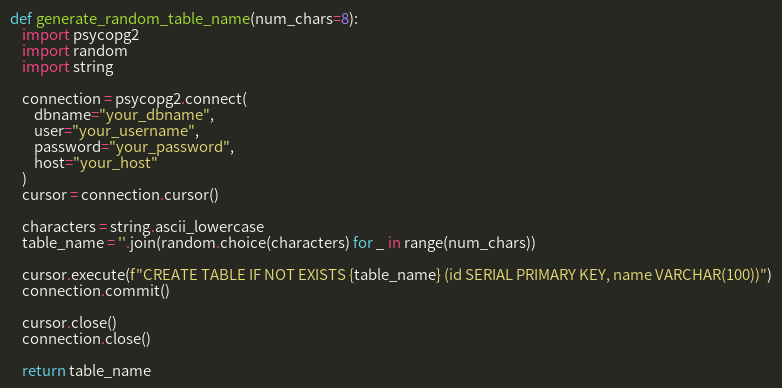 def generate_random_table_name(num_chars=8):
import psycopg2
import random
import string
connection = psycopg2.connect(
dbname="your_dbname",
user="your_username",
password="your_password",
host="your_host"
)
cursor = connection.cursor()
characters = string.ascii_lowercase
table_name = ''.join(random.choice(characters) for _ in range(num_chars))
cursor.execute(f"CREATE TABLE IF NOT EXISTS {table_name} (id SERIAL PRIMARY KEY, name VARCHAR(100))")
connection.commit()
cursor.close()
connection.close()
return table_name